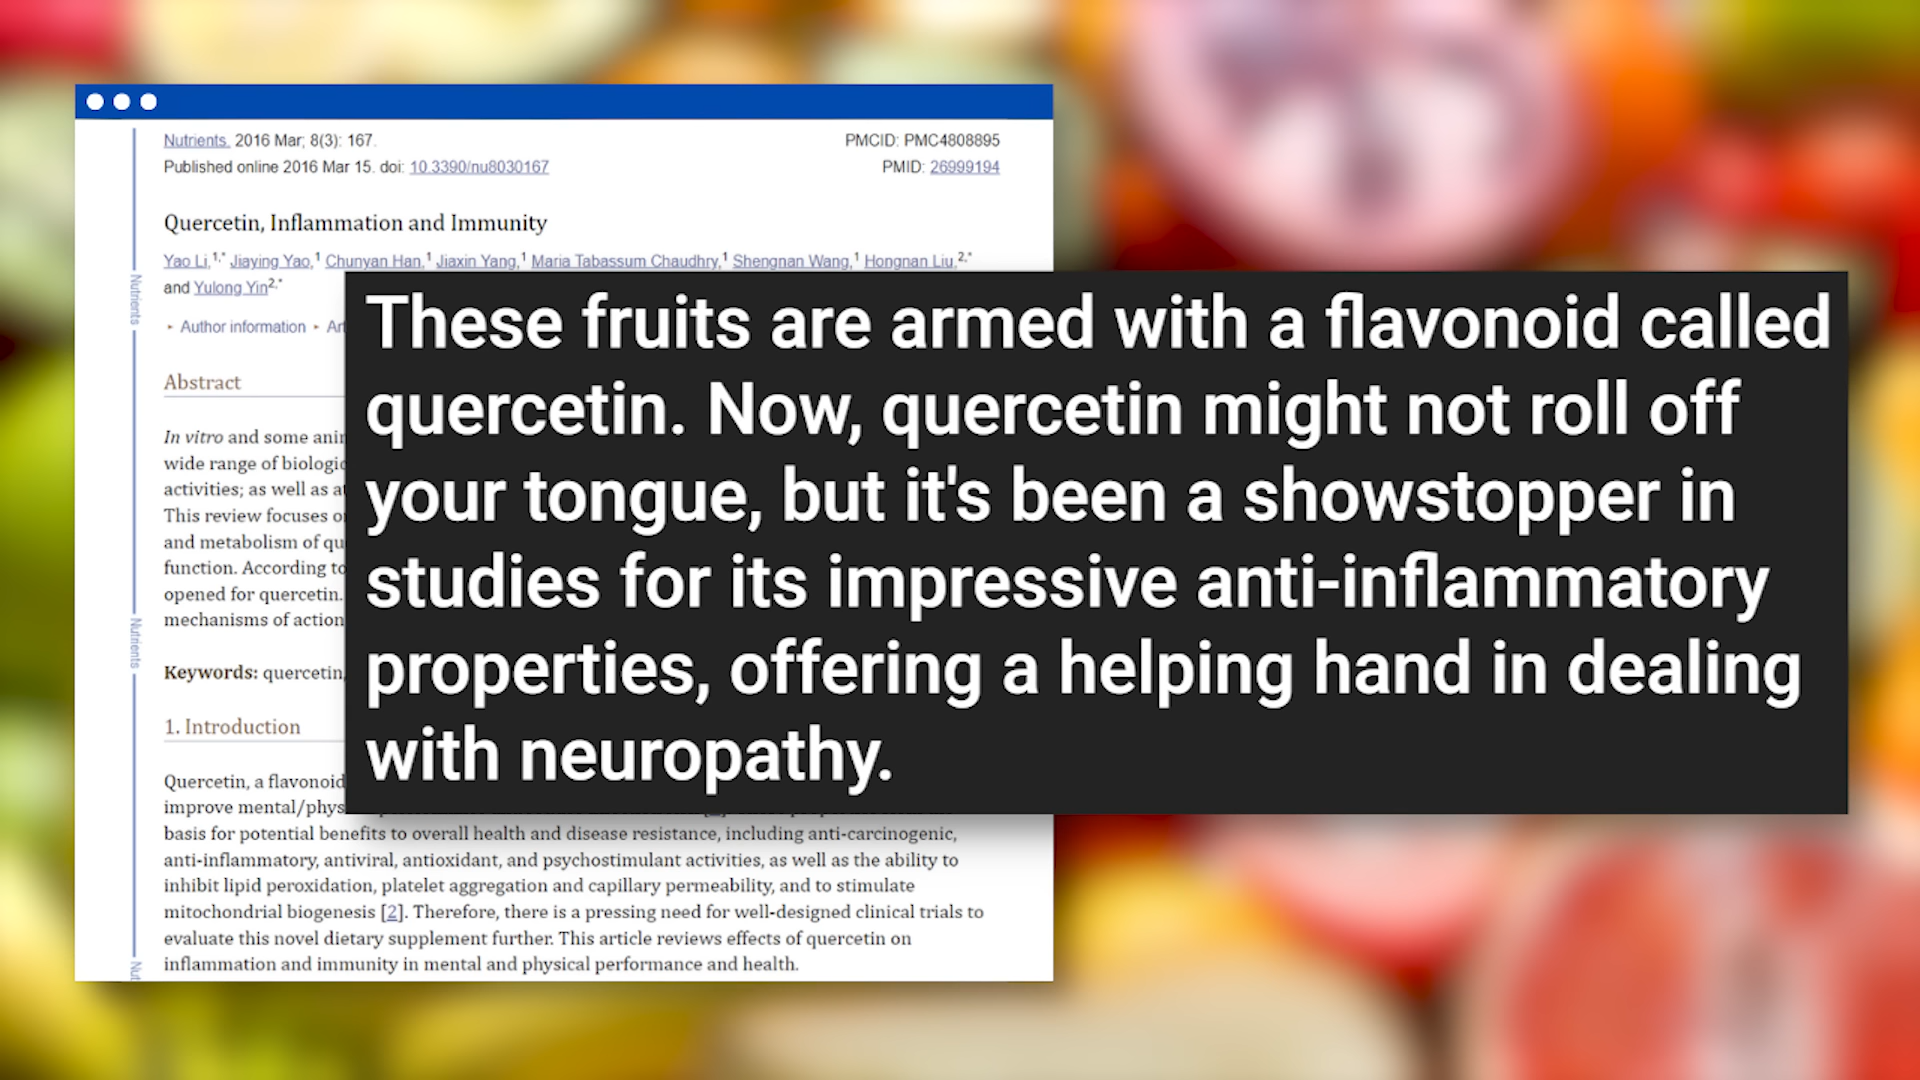 Nutrients. 2016 Mar; 8(3): 167. PMCID: PMC4808895
Published online 2016 Mar 15. doi: 10.3390/nu8030167 PMID: 26999194
Quercetin, Inflammation and Immunity
Yao Li,1,* Jiaying Yao,1 Chunyan Han,1 Jiaxin Yang,1 Maria Tabassum Chaudhry,1 Shengnan Wang,1 Hongnan Liu,2,*
and Yulong Yin2,*
Author information
Abstract
In vitro and some
wide range of
activities; as well as
This review focuses
and metabolism of
function. According to
opened for quercetin.
mechanisms of action
Keywords: quercetin,
1. Introduction
Quercetin, a flavonoid
improve
basis for potential benefits to overall health and disease resistance, including anti-carcinogenic,
anti-inflammatory, antiviral, antioxidant, and psychostimulant activities, as well as the ability to
inhibit lipid peroxidation, platelet aggregation and capillary permeability, and to stimulate
mitochondrial biogenesis [2]. Therefore, there is a pressing need for well-designed clinical trials to
evaluate this novel dietary supplement further. This article reviews effects of quercetin on
inflammation and immunity in mental and physical performance and health.
Nutrients
Nutrients
These fruits are armed with a flavonoid called
quercetin. Now, quercetin might not roll off
your tongue, but it's been a showstopper in
studies for its impressive anti-inflammatory
properties, offering a helping hand in dealing
with neuropathy.